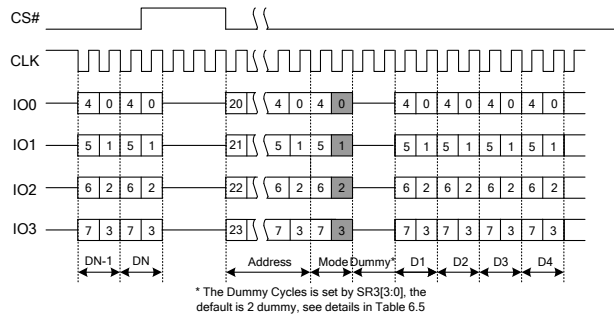 CS#
CLK
IO0 4 0 4 0 20 4 0 4 0 4 0 4 0 4 0 4 0
IO1 5 1 5 1 21 5 1 5 1 5 1 5 1 5 1 5 1
IO2 6 2 6 2 22 6 2 6 2 6 2 6 2 6 2 6 2
IO3 7 3 7 3 23 7 3 7 3 7 3 7 3 7 3 7 3
DN-1 DN Address Mode Dummy* D1 D2 D3 D4
* The Dummy Cycles is set by SR3[3:0], the
default is 2 dummy, see details in Table 6.5